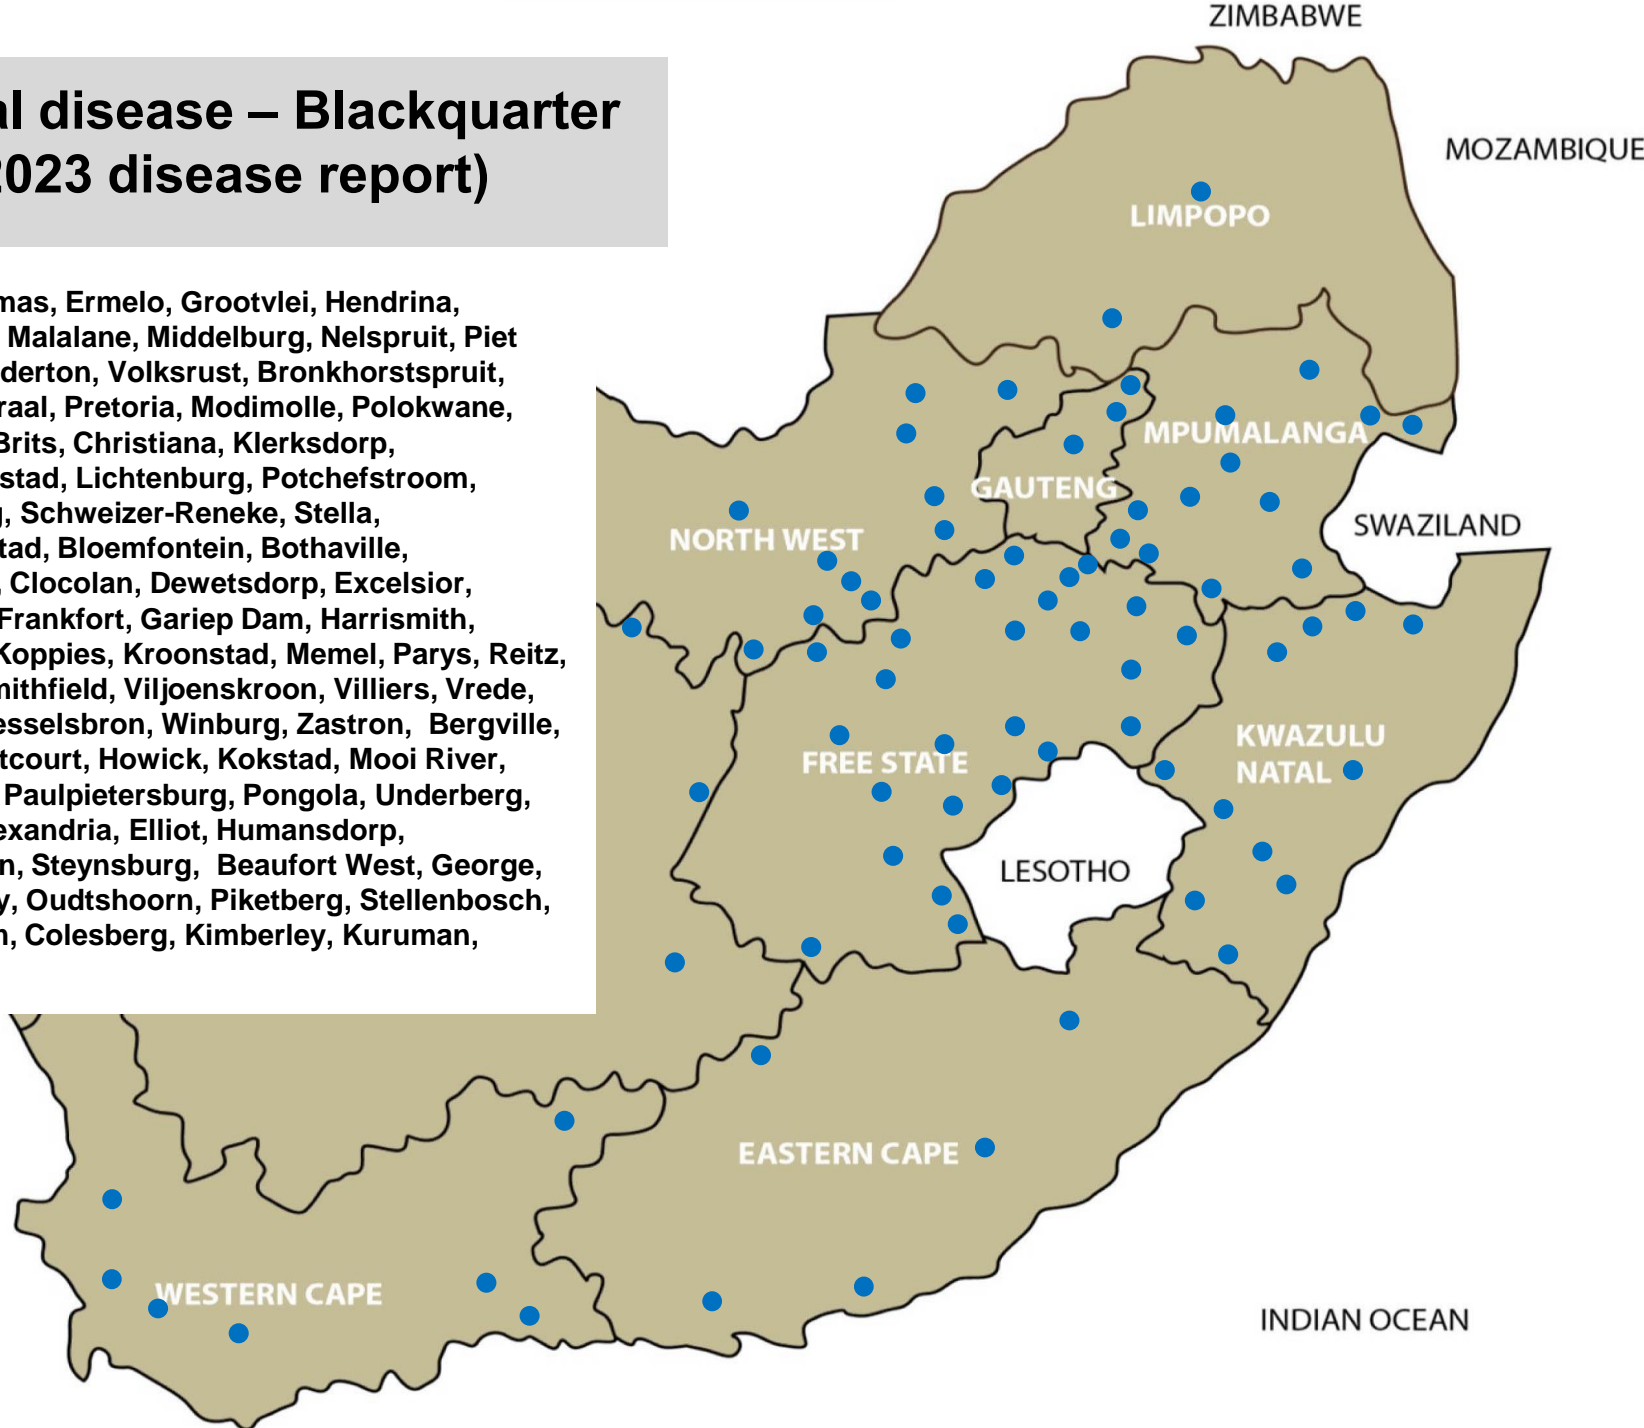 al disease – Blackquarter
2023 disease report)
mas, Ermelo, Grootvlei, Hendrina,
Malalane, Middelburg, Nelspruit, Piet
derton, Volksrust, Bronkhorstspruit,
raal, Pretoria, Modimolle, Polokwane,
Brits, Christiana, Klerksdorp,
stad, Lichtenburg, Potchefstroom,
g, Schweizer-Reneke, Stella,
tad, Bloemfontein, Bothaville,
, Clocolan, Dewetsdorp, Excelsior,
Frankfort, Gariep Dam, Harrismith,
Koppies, Kroonstad, Memel, Parys, Reitz,
mithfield, Viljoenskroon, Villiers, Vrede,
esselsbron, Winburg, Zastron, Bergville,
tcourt, Howick, Kokstad, Mooi River,
Paulpietersburg, Pongola, Underberg,
exandria, Elliot, Humansdorp,
n, Steynsburg, Beaufort West, George,
y, Oudtshoorn, Piketberg, Stellenbosch,
n, Colesberg, Kimberley, Kuruman,
ZIMBABWE
MOZAMBIQUE
LIMPOPO
MPUMALANGA
GAUTENG
NORTH WEST
SWAZILAND
FREE STATE
KWAZULU
NATAL
LESOTHO
EASTERN CAPE
WESTERN CAPE
INDIAN OCEAN